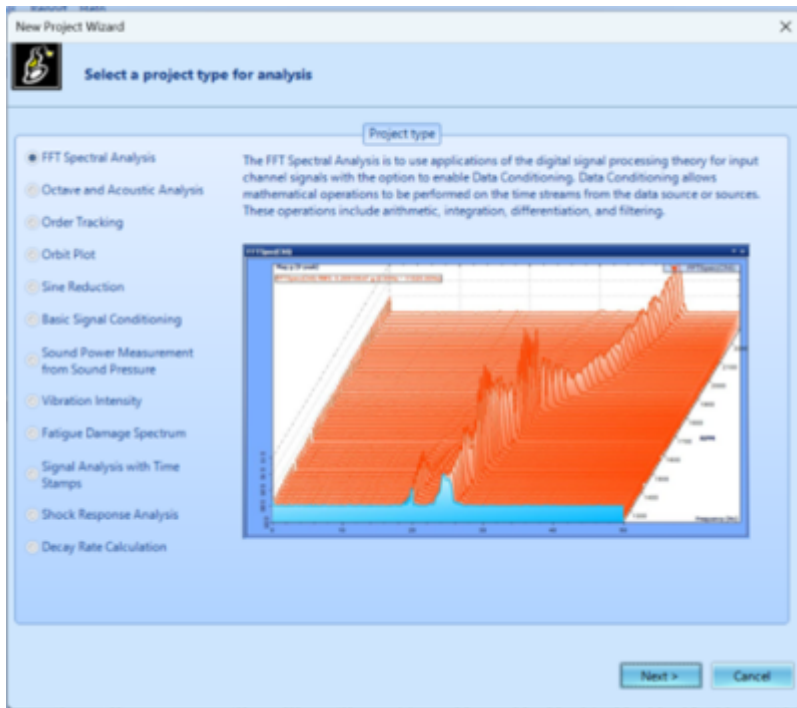 New Project Wizard
Select a project type for analysis
Project type
FFT Spectral Analysis
Octave and Acoustic Analysis
Order Tracking
Orbit Plot
Sine Reduction
Basic Signal Conditioning
Sound Power Measurement
from Sound Pressure
Vibration Intensity
Fatigue Damage Spectrum
Signal Analysis with Time
Stamps
Shock Response Analysis
Decay Rate Calculation
The FFT Spectral Analysis is to use applications of the digital signal processing theory for input
channel signals with the option to enable Data Conditioning. Data Conditioning allows
mathematical operations to be performed on the time streams from the data source or sources.
These operations include arithmetic, integration, differentiation, and filtering.
Next >
Cancel